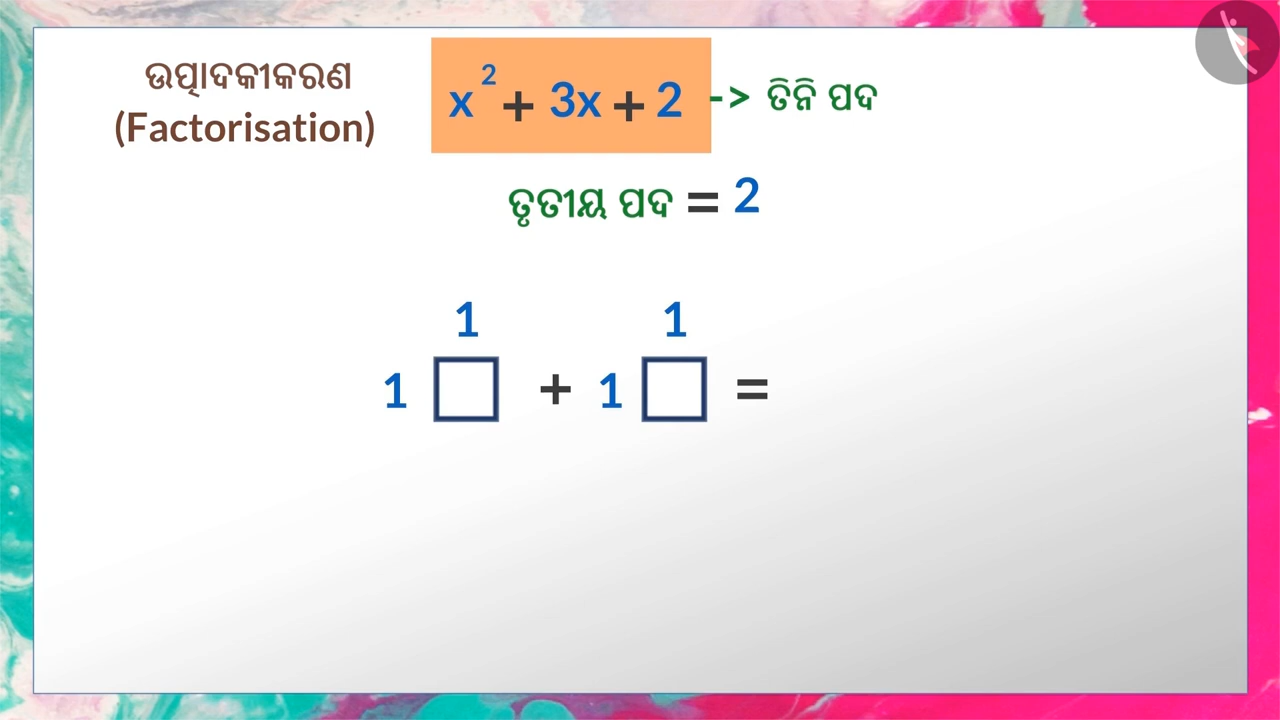 ଉତ୍ପାଦକୀକରଣ
(Factorisation)
x² + 3x + 2 -> ତିନି ପଦ
ତୃତୀୟ ପଦ = 2
1 1
1 □ + 1 □ =